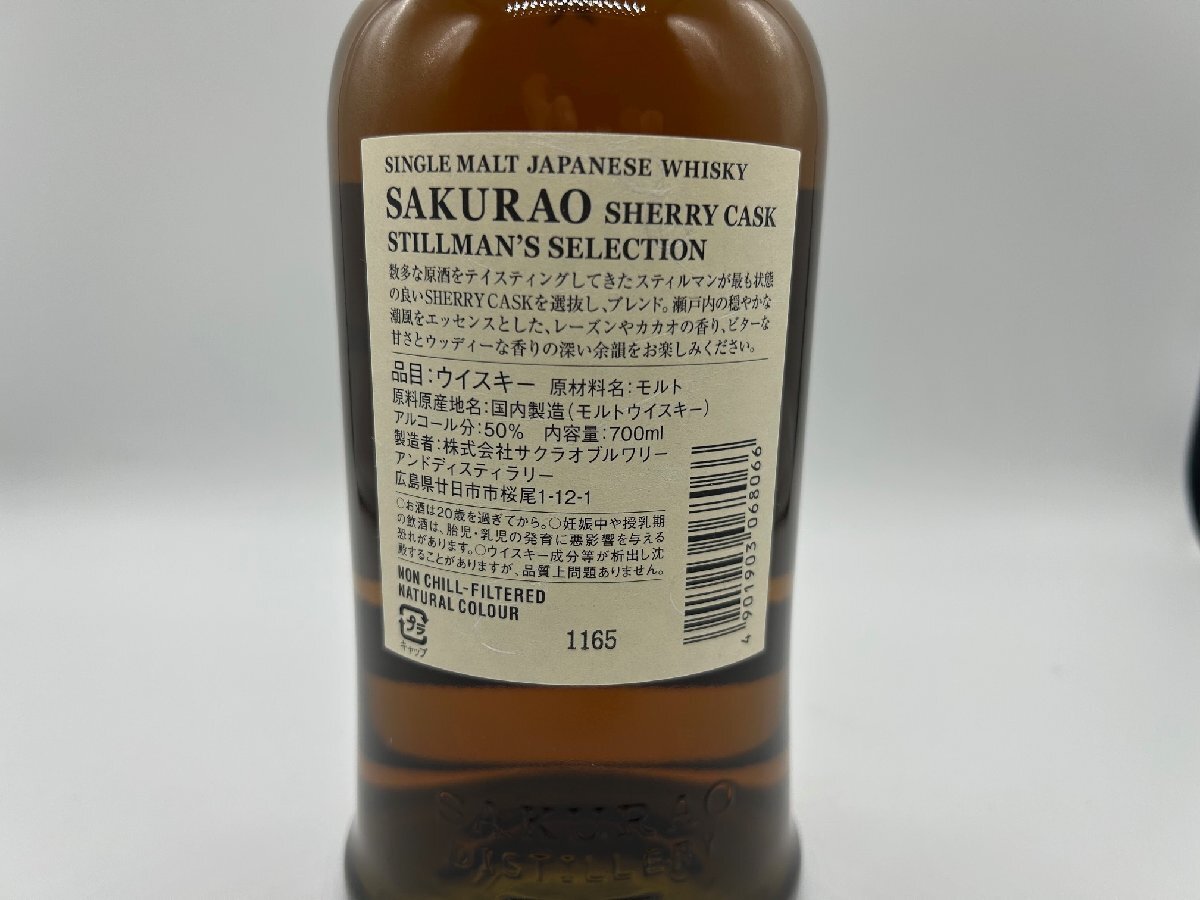 SINGLE MALT JAPANESE WHISKY
SAKURAO SHERRY CASK
STILLMAN'S SELECTION
数多な原酒をテイスティングしてきたスティルマンが最も状態
の良いSHERRY CASKを選抜し、ブレンド。瀬戸内の穏やかな
潮風をエッセンスとした、レーズンやカカオの香り、ビターな
甘さとウッディーな香りの深い余韻をお楽しみください。
品目:ウイスキー 原材料名:モルト
原料原産地名:国内製造(モルトウイスキー)
アルコール分:50% 内容量:700ml
製造者:株式会社サクラオブルワリー
アンドディスティラリー
広島県廿日市市桜尾1-12-1
○お酒は20歳を過ぎてから。○妊娠中や授乳期
の飲酒は、胎児・乳児の発育に悪影響を与える
恐れがあります。○ウイスキー成分等が析出し沈
殿することがありますが、品質上問題ありません。
NON CHILL-FILTERED
NATURAL COLOUR
プラ
キャップ
1165
4901903068066
SAKURAO
DISTILLERY